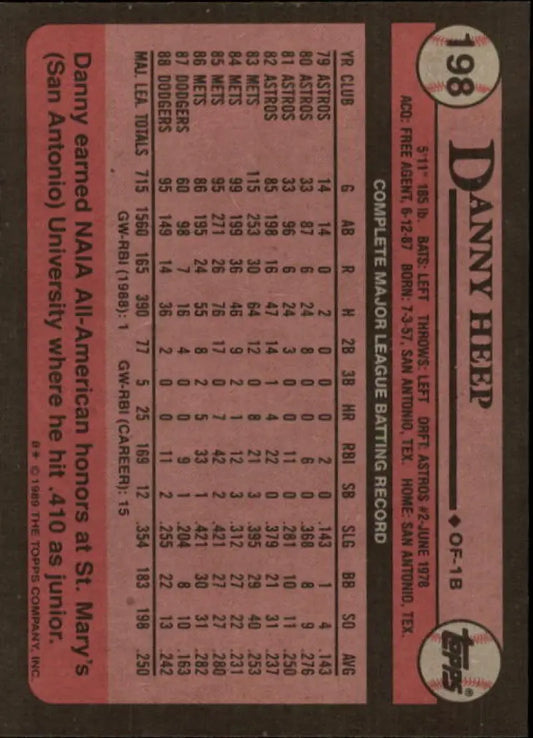 198
DANNY HEEP ♦ OF-1B
TOPPS®
5'11" 185 lb. BATS: LEFT THROWS: LEFT DRFT: ASTROS #2-JUNE 1978
ACQ: FREE AGENT, 6-12-87 BORN: 7-3-57, SAN ANTONIO, TEX. HOME: SAN ANTONIO, TEX.
COMPLETE MAJOR LEAGUE BATTING RECORD
YR CLUB G AB R H 2B 3B HR RBI SB SLG BB SO AVG
79 ASTROS 14 14 0 2 0 0 0 2 0 .143 1 4 .143
80 ASTROS 33 87 6 24 8 0 0 6 0 .368 8 9 .276
81 ASTROS 33 96 6 24 3 0 0 11 0 .281 10 11 .250
82 ASTROS 85 198 16 47 14 1 4 22 0 .379 21 31 .237
83 METS 115 253 30 64 12 0 8 21 3 .395 29 40 .253
84 METS 99 199 36 46 9 2 1 12 3 .312 27 22 .231
85 METS 95 271 26 76 17 0 7 42 2 .421 27 27 .280
86 METS 86 195 24 55 8 2 5 33 1 .421 30 31 .282
87 DODGERS 60 98 7 16 4 0 0 9 1 .204 8 10 .163
88 DODGERS 95 149 14 36 2 0 0 11 2 .255 22 13 .242
MAJ. LEA. TOTALS 715 1560 165 390 77 5 25 169 12 .354 183 198 .250
GW-RBI (1988): 1 GW-RBI (CAREER): 15
Danny earned NAIA All-American honors at St. Mary's
(San Antonio) University where he hit .410 as junior.
B* © 1989 THE TOPPS COMPANY, INC.